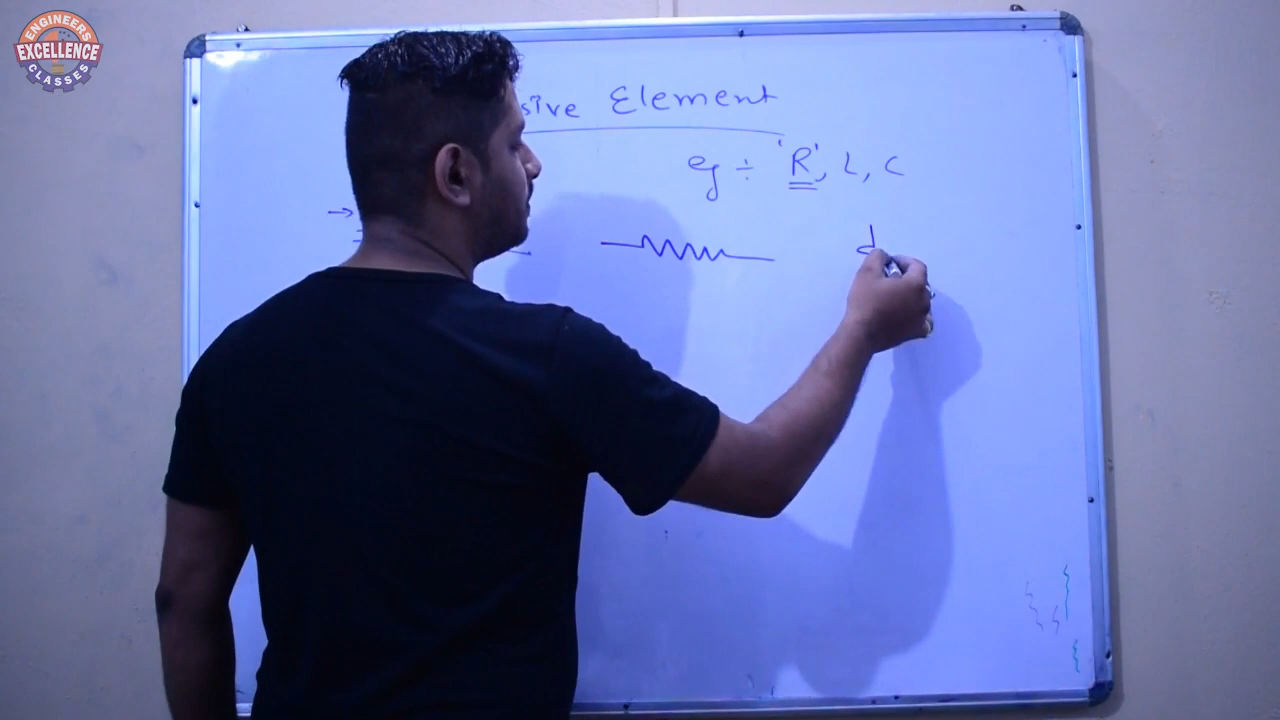 ENGINEERS
EXCELLENCE
CLASSES
sive Element
eg ÷ 'R', L, C
→